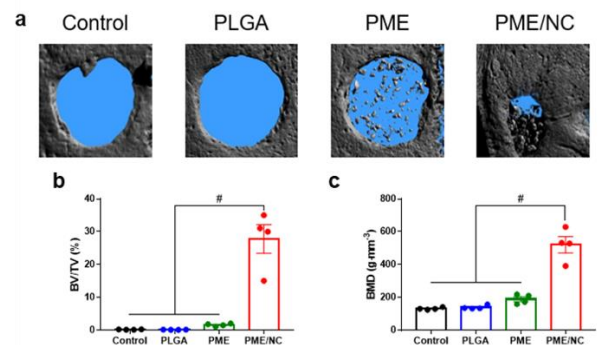 a
Control PLGA PME PME/NC
b
#
BV/TV (%)
40
30
20
10
0
Control PLGA PME PME/NC
c
#
BMD (g·mm⁻³)
800
600
400
200
0
Control PLGA PME PME/NC